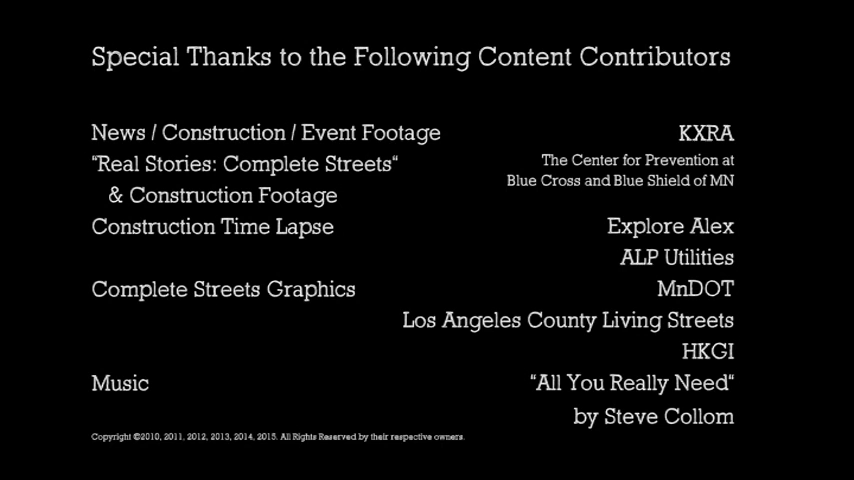 Special Thanks to the Following Content Contributors
News / Construction / Event Footage KXRA
“Real Stories: Complete Streets“ The Center for Prevention at
& Construction Footage Blue Cross and Blue Shield of MN
Construction Time Lapse Explore Alex
ALP Utilities
Complete Streets Graphics MnDOT
Los Angeles County Living Streets
HKGI
Music “All You Really Need“
by Steve Collom
Copyright ©2010, 2011, 2012, 2013, 2014, 2015. All Rights Reserved by their respective owners.